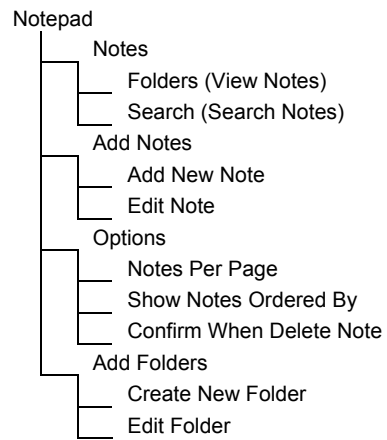 Notepad
Notes
Folders (View Notes)
Search (Search Notes)
Add Notes
Add New Note
Edit Note
Options
Notes Per Page
Show Notes Ordered By
Confirm When Delete Note
Add Folders
Create New Folder
Edit Folder